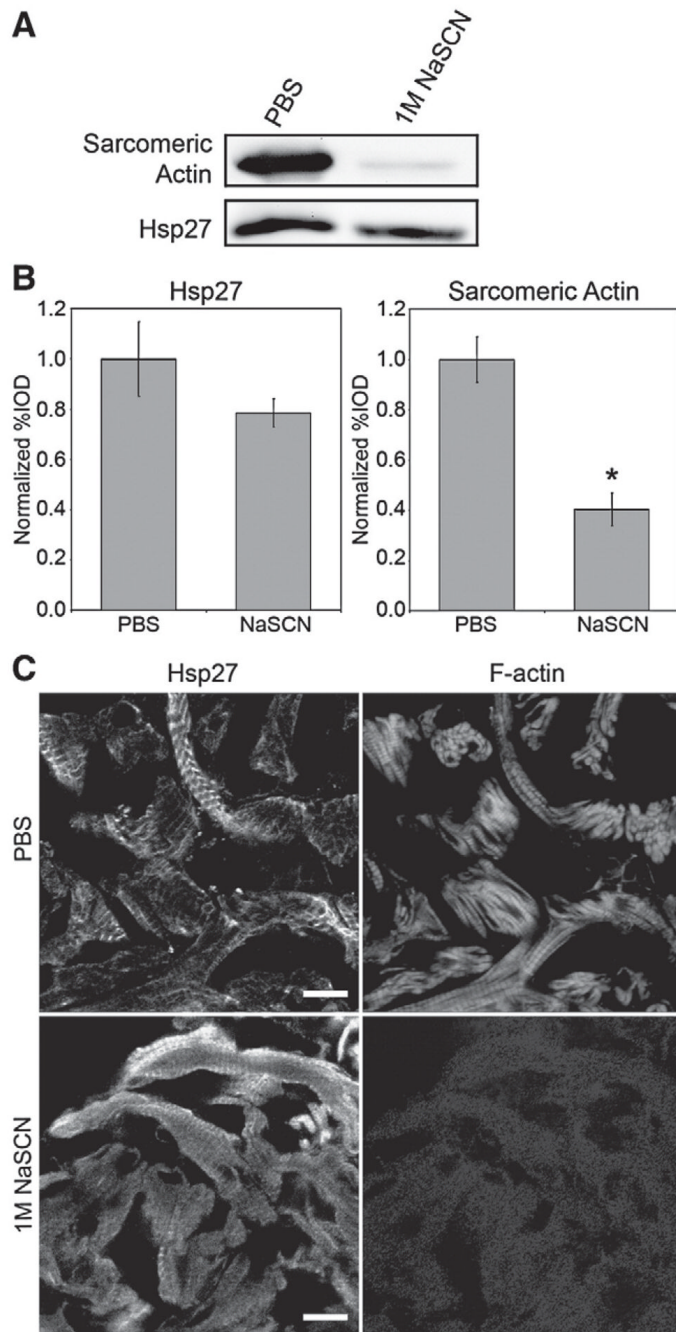 A
PBS
1M NaSCN
Sarcomeric
Actin
Hsp27
B
Hsp27
Normalized %IOD
1.2
1.0
0.8
0.6
0.4
0.2
0.0
PBS
NaSCN
Sarcomeric Actin
Normalized %IOD
1.2
1.0
0.8
0.6
0.4
0.2
0.0
*
PBS
NaSCN
C
Hsp27
F-actin
PBS
1M NaSCN